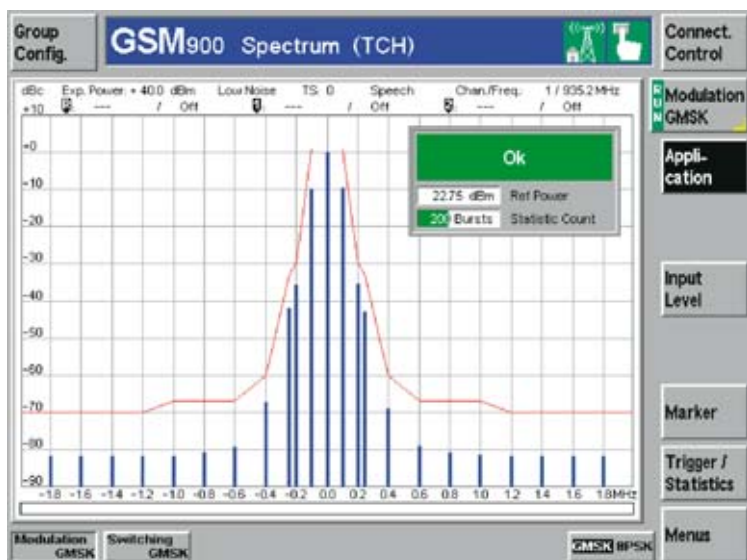 Group
Config.
GSM900 Spectrum (TCH)
Connect.
Control
dBc Exp. Power: + 40.0 dBm Low Noise TS: 0 Speech Chan./Freq.: 1 / 935.2 MHz
+10 --- / Off --- / Off --- / Off
RUN
Modulation
GMSK
Appli-
cation
Input
Level
Marker
Trigger /
Statistics
Menus
Ok
22.75 dBm Ref Power
200 Bursts Statistic Count
+0
-10
-20
-30
-40
-50
-60
-70
-80
-90
-1.8 -1.6 -1.4 -1.2 -1.0 -0.8 -0.6 -0.4 -0.2 0.0 0.2 0.4 0.6 0.8 1.0 1.2 1.4 1.6 1.8MHz
Modulation
GMSK
Switching
GMSK
GMSK 8PSK